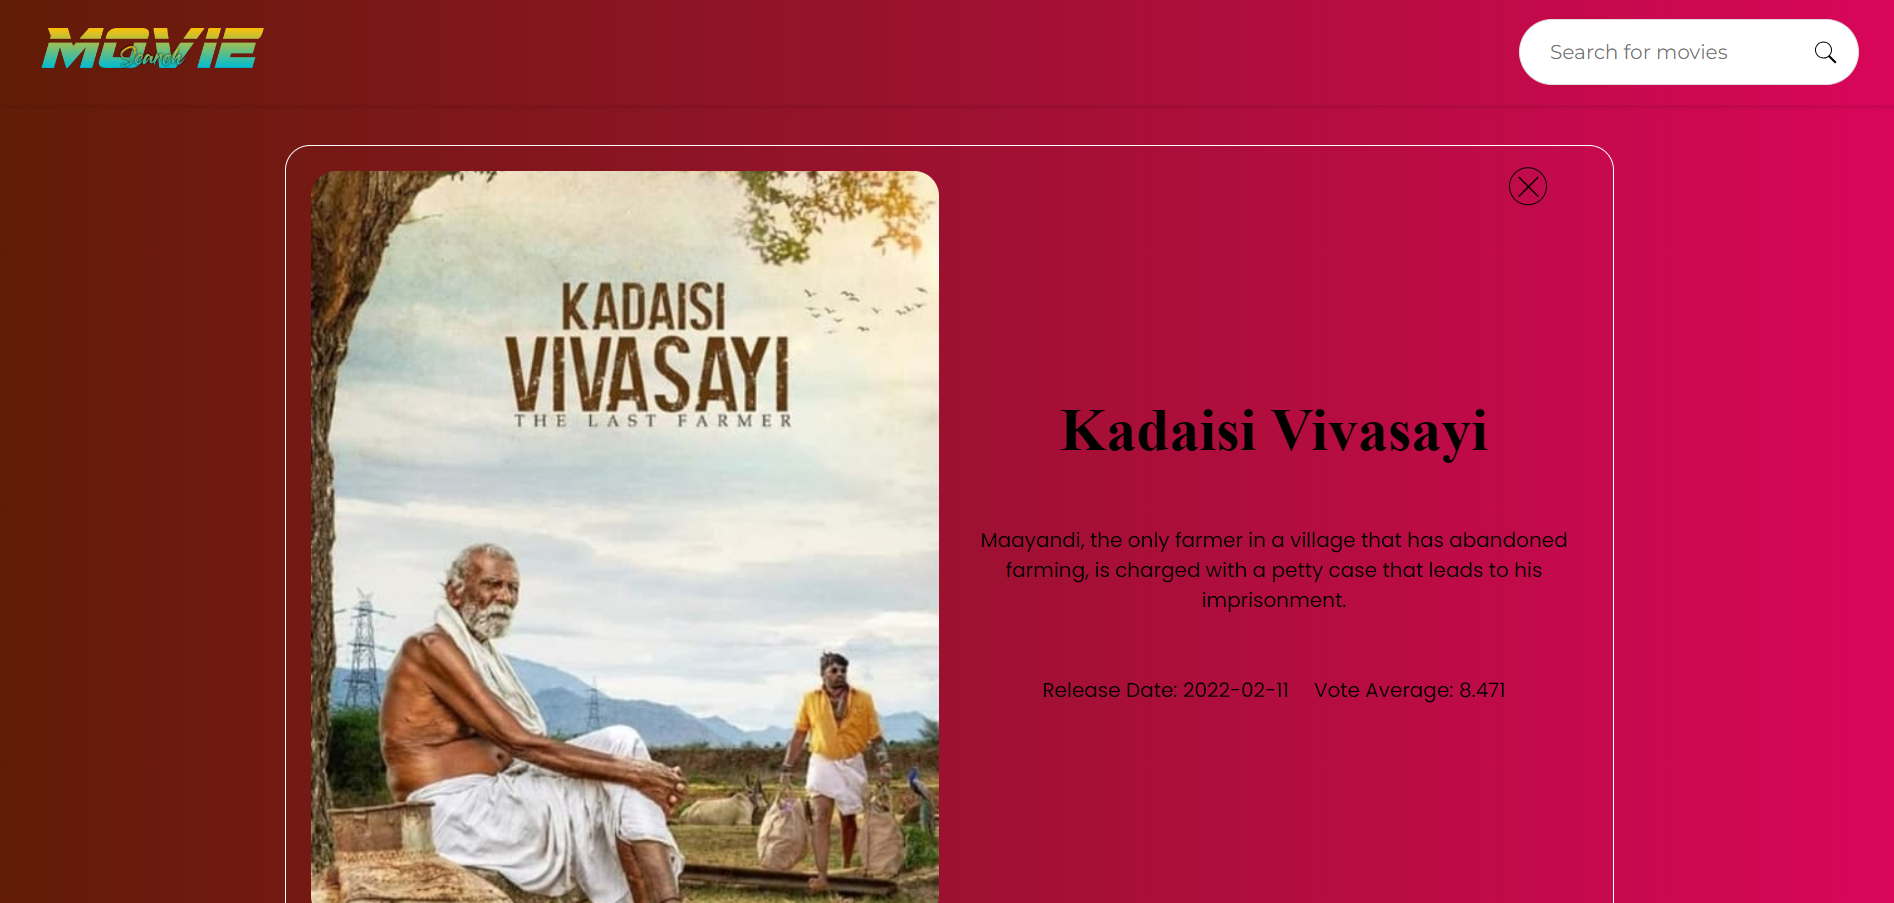 MOVIE
Search
Search for movies
KADAISI
VIVASAYI
THE LAST FARMER
Kadaisi Vivasayi
Maayandi, the only farmer in a village that has abandoned
farming, is charged with a petty case that leads to his
imprisonment.
Release Date: 2022-02-11 Vote Average: 8.471